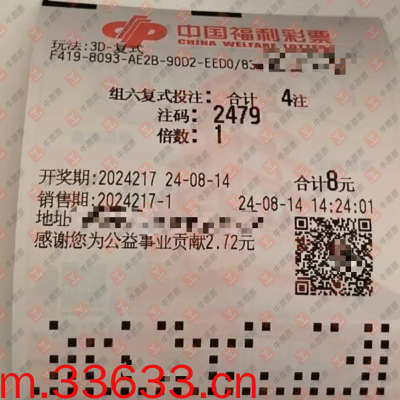 中国福利彩票
CHINA WELFARE LOTTERY
玩法:3D-复式
F419-8093-AE2B-90D2-EED0/85
组六复式投注: 合计 4注
注码: 2479
倍数: 1
开奖期:2024217 24-08-14 合计8元
销售期:2024217-1 24-08-14 14:24:01
地址
感谢您为公益事业贡献2.72元
m.33633.cn